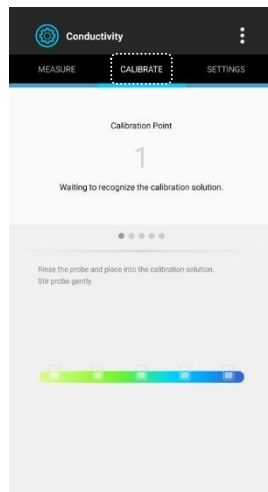 Conductivity
MEASURE CALIBRATE SETTINGS
Calibration Point
1
Waiting to recognize the calibration solution.
Rinse the probe and place into the calibration solution.
Stir probe gently.